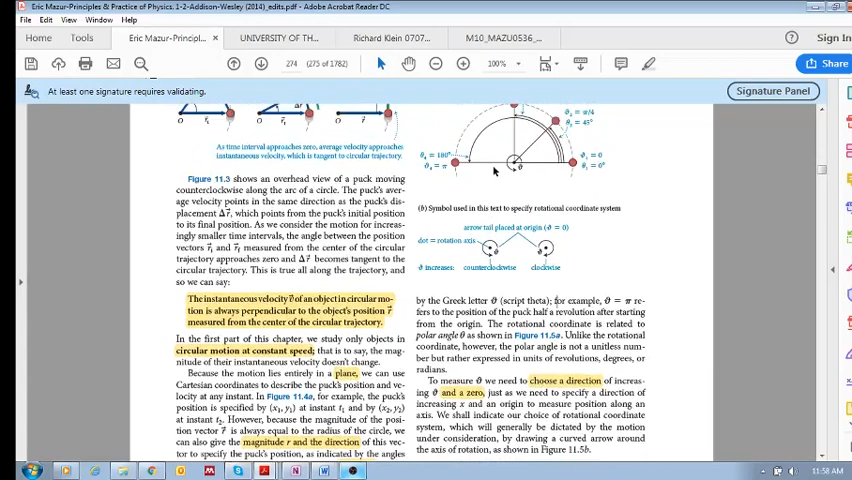 Eric Mazur-Principles & Practice of Physics. 1-2-Addison-Wesley (2014)_edits.pdf - Adobe Acrobat Reader DC
File Edit View Window Help
Home Tools Eric Mazur-Principl... × UNIVERSITY OF TH... Richard Klein 0707... M10_MAZU0536_... Sign In
274 (275 of 1782) 100% Share
At least one signature requires validating. Signature Panel
O O O
As time interval approaches zero, average velocity approaches
instantaneous velocity, which is tangent to circular trajectory.
Figure 11.3 shows an overhead view of a puck moving
counterclockwise along the arc of a circle. The puck's aver-
age velocity points in the same direction as the puck's dis-
placement Δr⃗, which points from the puck's initial position
to its final position. As we consider the motion for increas-
ingly smaller time intervals, the angle between the position
vectors r⃗i and r⃗f measured from the center of the circular
trajectory approaches zero and Δr⃗ becomes tangent to the
circular trajectory. This is true all along the trajectory, and
so we can say:
The instantaneous velocity v⃗ of an object in circular mo-
tion is always perpendicular to the object's position r⃗
measured from the center of the circular trajectory.
In the first part of this chapter, we study only objects in
circular motion at constant speed; that is to say, the mag-
nitude of their instantaneous velocity doesn't change.
Because the motion lies entirely in a plane, we can use
Cartesian coordinates to describe the puck's position and ve-
locity at any instant. In Figure 11.4a, for example, the puck's
position is specified by (x₁, y₁) at instant t₁ and by (x₂, y₂)
at instant t₂. However, because the magnitude of the posi-
tion vector r⃗ is always equal to the radius of the circle, we
can also give the magnitude r and the direction of this vec-
tor to specify the puck's position, as indicated by the angles
= π/4
= 45°
θ₃ = 180°
= π
ϑ₁ = 0
θ₁ = 0°
ϑ
(b) Symbol used in this text to specify rotational coordinate system
arrow tail placed at origin (ϑ = 0)
dot = rotation axis
ϑ ϑ
ϑ increases: counterclockwise clockwise
by the Greek letter ϑ (script theta); for example, ϑ = π re-
fers to the position of the puck half a revolution after starting
from the origin. The rotational coordinate is related to
polar angle θ as shown in Figure 11.5a. Unlike the rotational
coordinate, however, the polar angle is not a unitless num-
ber but rather expressed in units of revolutions, degrees, or
radians.
To measure ϑ we need to choose a direction of increas-
ing ϑ and a zero, just as we need to specify a direction of
increasing x and an origin to measure position along an
axis. We shall indicate our choice of rotational coordinate
system, which will generally be dictated by the motion
under consideration, by drawing a curved arrow around
the axis of rotation, as shown in Figure 11.5b.
11:58 AM